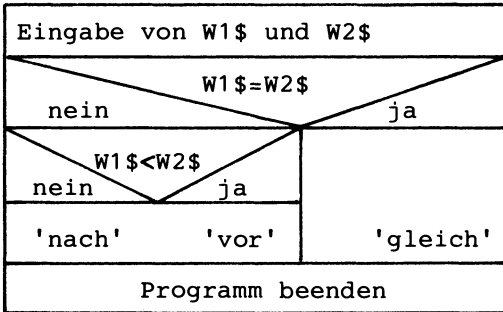 Eingabe von W1$ und W2$
W1$=W2$
nein ja
W1$<W2$
nein ja
'nach' 'vor' 'gleich'
Programm beenden